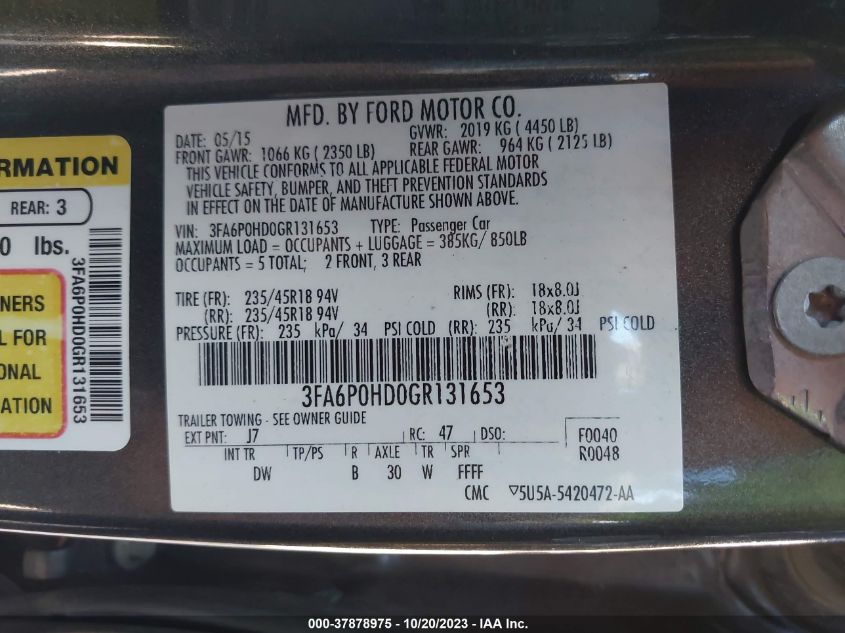 RMATION
REAR: 3
0 lbs.
NERS
L FOR
ONAL
ATION
3FA6P0HD0GR131653
MFD. BY FORD MOTOR CO.
DATE: 05/15 GVWR: 2019 KG ( 4450 LB)
FRONT GAWR: 1066 KG ( 2350 LB) REAR GAWR: 964 KG ( 2125 LB)
THIS VEHICLE CONFORMS TO ALL APPLICABLE FEDERAL MOTOR
VEHICLE SAFETY, BUMPER, AND THEFT PREVENTION STANDARDS
IN EFFECT ON THE DATE OF MANUFACTURE SHOWN ABOVE.
VIN: 3FA6P0HD0GR131653 TYPE: Passenger Car
MAXIMUM LOAD = OCCUPANTS + LUGGAGE = 385KG/ 850LB
OCCUPANTS = 5 TOTAL; 2 FRONT, 3 REAR
TIRE (FR): 235/45R18 94V RIMS (FR): 18x8.0J
(RR): 235/45R18 94V (RR): 18x8.0J
PRESSURE (FR): 235 kPa/ 34 PSI COLD (RR): 235 kPa/ 34 PSI COLD
3FA6P0HD0GR131653
TRAILER TOWING - SEE OWNER GUIDE
EXT PNT: J7 RC: 47 DSO: F0040
R0048
INT TR TP/PS R AXLE TR SPR
DW B 30 W FFFF
CMC ▽5U5A-5420472-AA
000-37878975 - 10/20/2023 - IAA Inc.